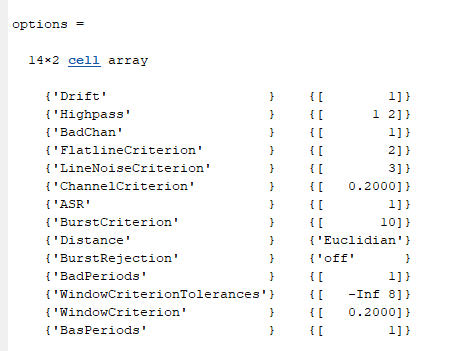 options =
14×2 cell array
{'Drift' } {[ 1]}
{'Highpass' } {[ 1 2]}
{'BadChan' } {[ 1]}
{'FlatlineCriterion' } {[ 2]}
{'LineNoiseCriterion' } {[ 3]}
{'ChannelCriterion' } {[ 0.2000]}
{'ASR' } {[ 1]}
{'BurstCriterion' } {[ 10]}
{'Distance' } {'Euclidian'}
{'BurstRejection' } {'off' }
{'BadPeriods' } {[ 1]}
{'WindowCriterionTolerances'} {[ -Inf 8]}
{'WindowCriterion' } {[ 0.2000]}
{'BasPeriods' } {[ 1]}